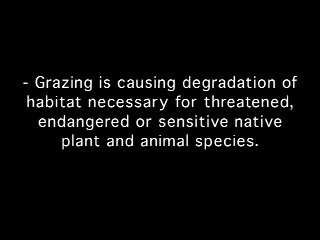 - Grazing is causing degradation of
habitat necessary for threatened,
endangered or sensitive native
plant and animal species.